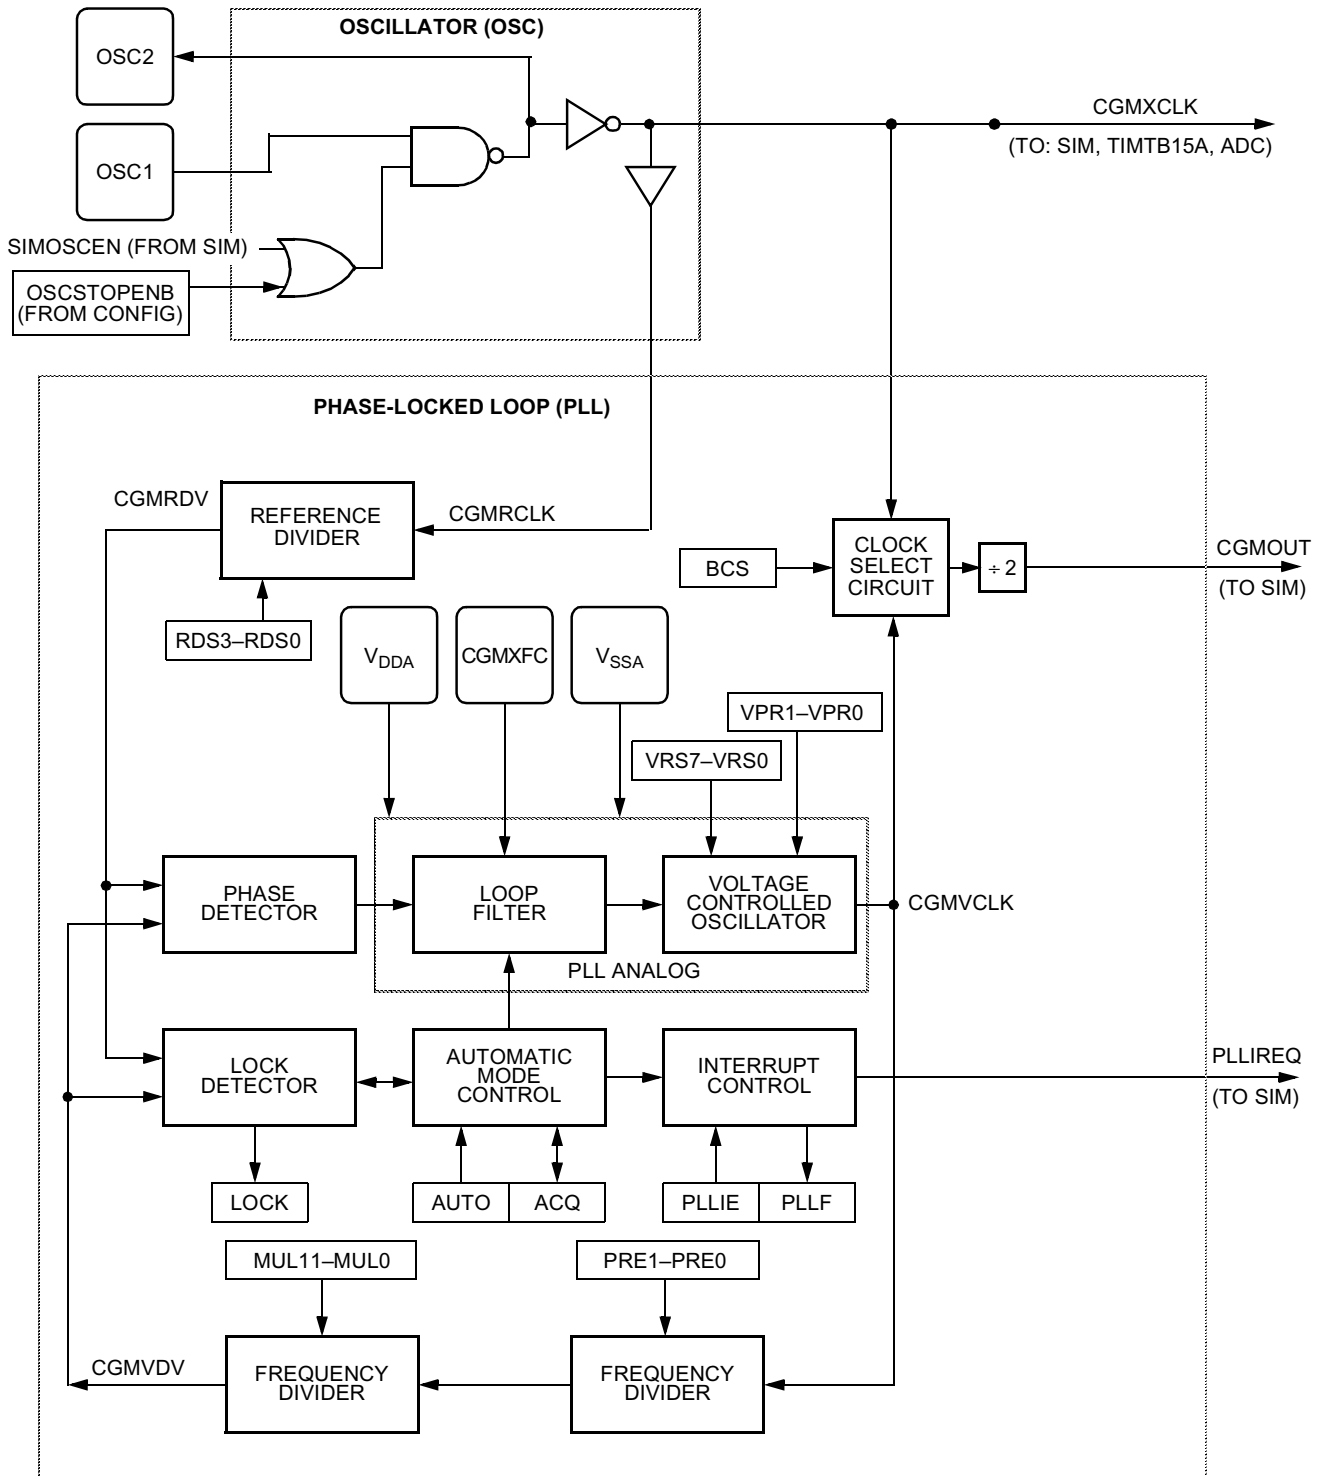 OSCILLATOR (OSC)
OSC2
OSC1
CGMXCLK
(TO: SIM, TIMTB15A, ADC)
SIMOSCEN (FROM SIM)
OSCSTOPENB
(FROM CONFIG)
PHASE-LOCKED LOOP (PLL)
CGMRDV
REFERENCE
DIVIDER
CGMRCLK
RDS3–RDS0
BCS
CLOCK
SELECT
CIRCUIT
÷ 2
CGMOUT
(TO SIM)
VDDA
CGMXFC
VSSA
VPR1–VPR0
VRS7–VRS0
PHASE
DETECTOR
LOOP
FILTER
VOLTAGE
CONTROLLED
OSCILLATOR
CGMVCLK
PLL ANALOG
LOCK
DETECTOR
AUTOMATIC
MODE
CONTROL
INTERRUPT
CONTROL
PLLIREQ
(TO SIM)
LOCK
AUTO
ACQ
PLLIE
PLLF
MUL11–MUL0
PRE1–PRE0
CGMVDV
FREQUENCY
DIVIDER
FREQUENCY
DIVIDER